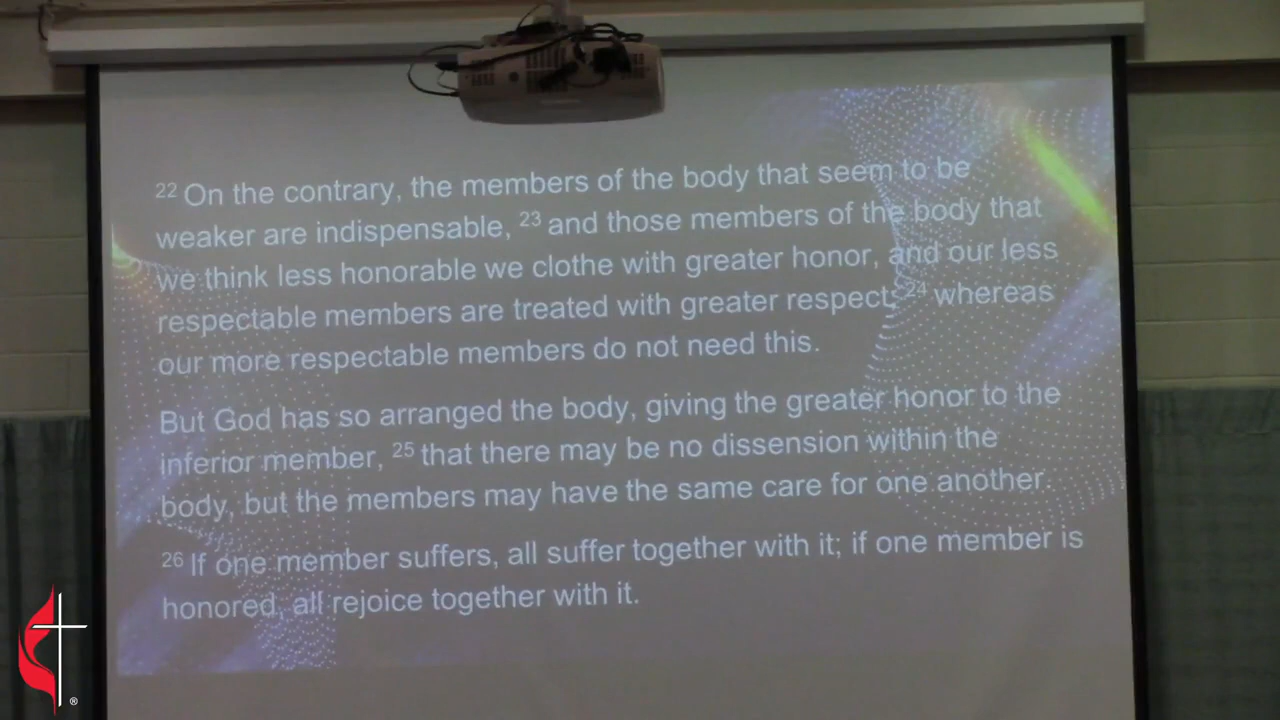 22 On the contrary, the members of the body that seem to be
weaker are indispensable, 23 and those members of the body that
we think less honorable we clothe with greater honor, and our less
respectable members are treated with greater respect; 24 whereas
our more respectable members do not need this.
But God has so arranged the body, giving the greater honor to the
inferior member, 25 that there may be no dissension within the
body, but the members may have the same care for one another.
26 If one member suffers, all suffer together with it; if one member is
honored, all rejoice together with it.
®